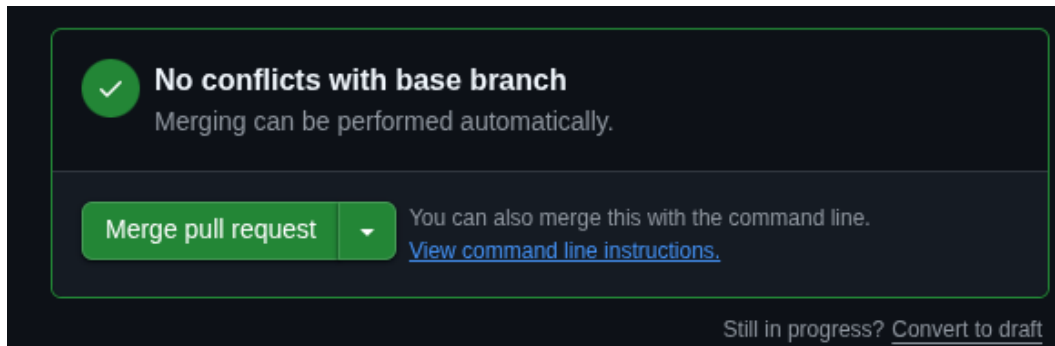 No conflicts with base branch
Merging can be performed automatically.
Merge pull request
You can also merge this with the command line.
View command line instructions.
Still in progress? Convert to draft